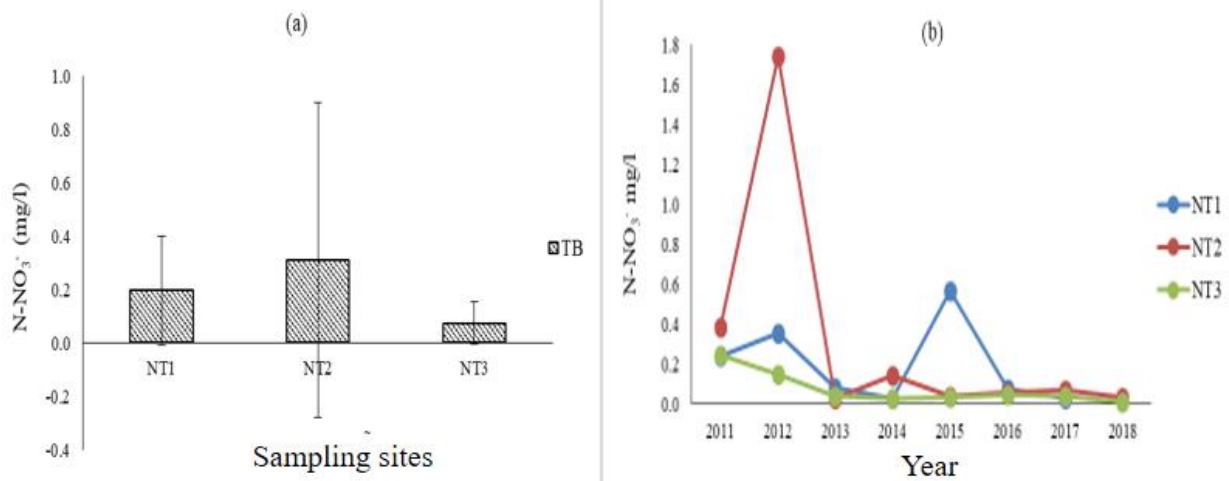 (a)
1.0
0.8
0.6
0.4
0.2
0.0
-0.2
-0.4
N-NO₃⁻ (mg/l)
NT1 NT2 NT3
TB
Sampling sites
(b)
1.8
1.6
1.4
1.2
1.0
0.8
0.6
0.4
0.2
0.0
N-NO₃⁻ mg/l
2011 2012 2013 2014 2015 2016 2017 2018
Year
NT1
NT2
NT3